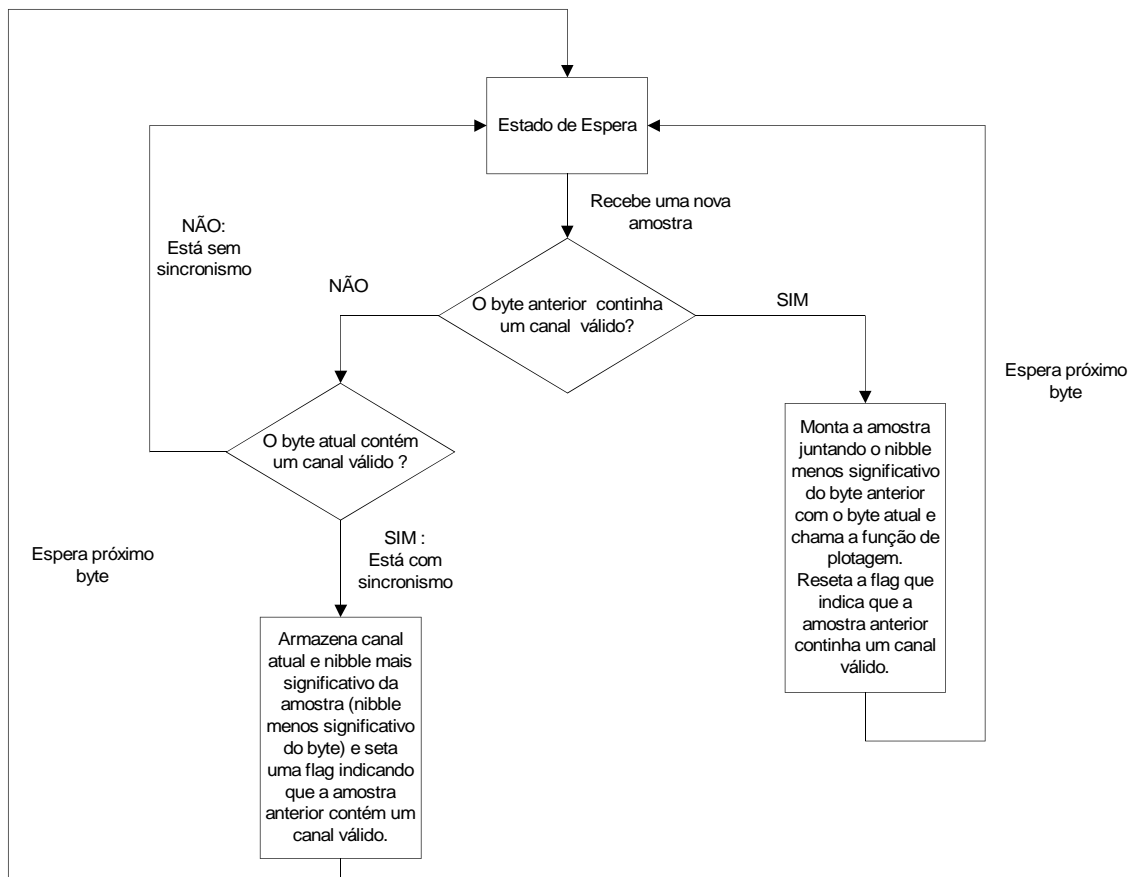 Estado de Espera
Recebe uma nova
amostra
NÃO:
Está sem
sincronismo
NÃO
O byte anterior continha
um canal válido?
SIM
Espera próximo
byte
O byte atual contém
um canal válido ?
Monta a amostra
juntando o nibble
menos significativo
do byte anterior
com o byte atual e
chama a função de
plotagem.
Reseta a flag que
indica que a
amostra anterior
continha um canal
válido.
SIM :
Está com
sincronismo
Espera próximo
byte
Armazena canal
atual e nibble mais
significativo da
amostra (nibble
menos significativo
do byte) e seta
uma flag indicando
que a amostra
anterior contém um
canal válido.